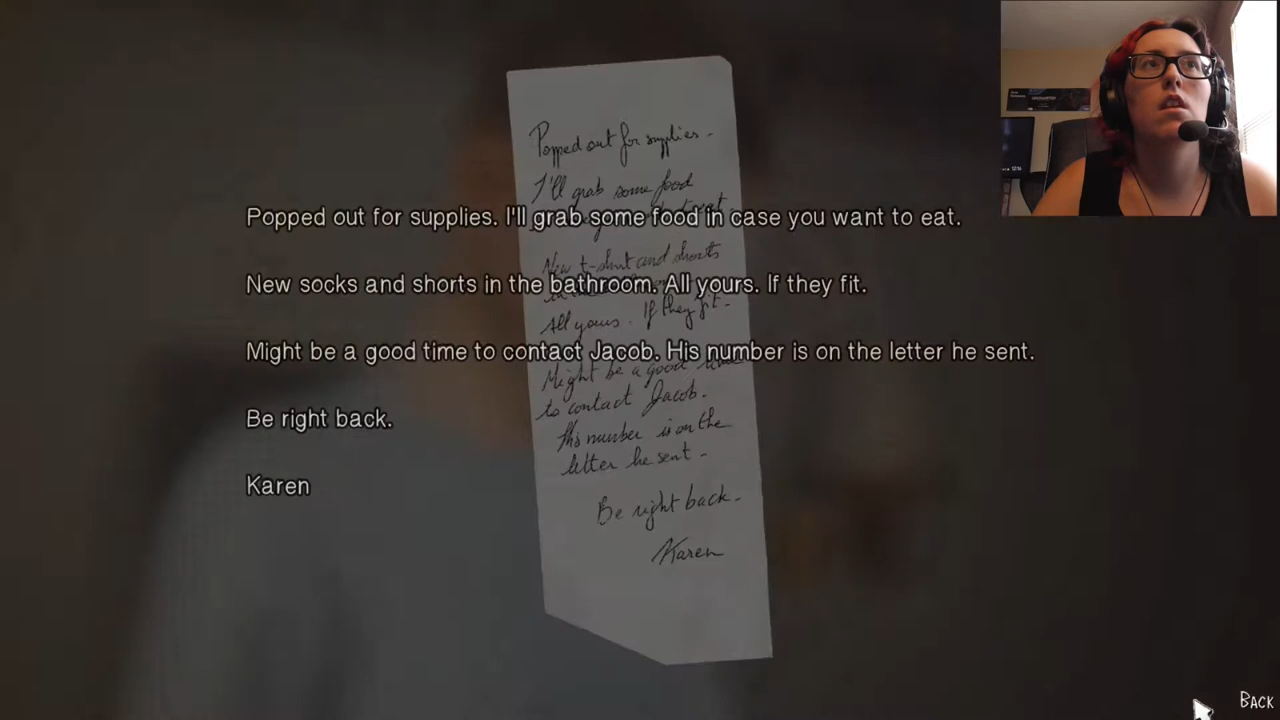 Popped out for supplies. I'll grab some food in case you want to eat.
New socks and shorts in the bathroom. All yours. If they fit.
Might be a good time to contact Jacob. His number is on the letter he sent.
Be right back.
Karen
Popped out for supplies.
I'll grab some food
New t-shirt and shorts
All yours. If they fit.
Might be a good
to contact Jacob.
His number is on the
letter he sent.
Be right back.
Karen
BACK